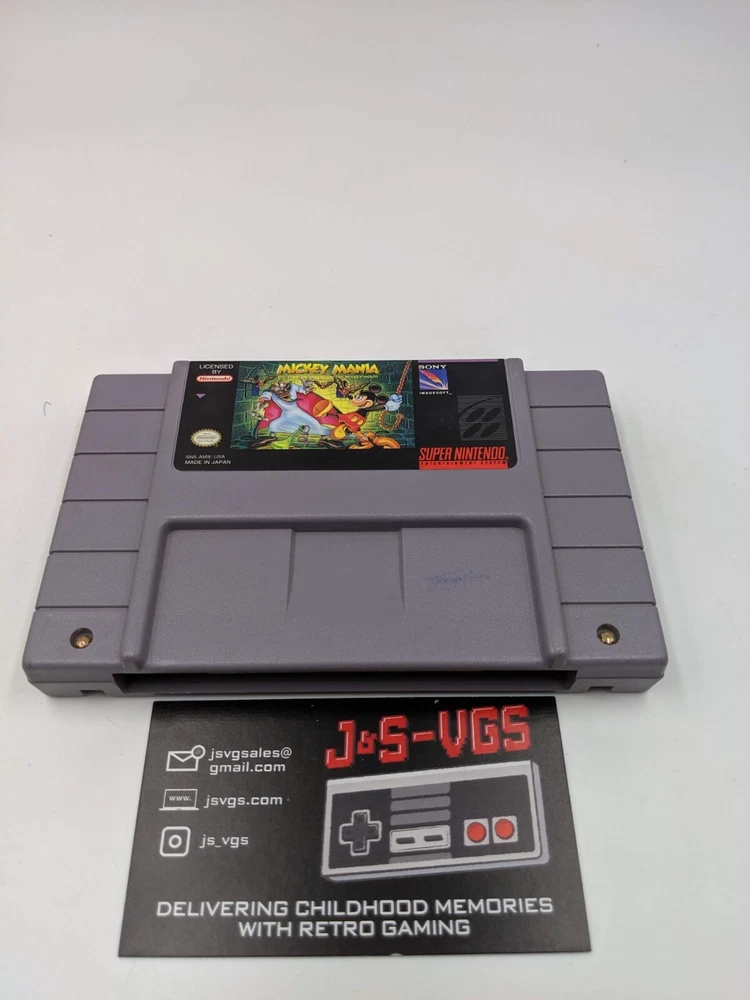 LICENSED
BY
Nintendo
SNS-AMIE-USA
MADE IN JAPAN
MICKEY MANIA
SONY
IMAGESOFT™
SUPER NINTENDO
ENTERTAINMENT SYSTEM
J&S-VGS
jsvgsales@
gmail.com
www.
jsvgs.com
js_vgs
DELIVERING CHILDHOOD MEMORIES
WITH RETRO GAMING